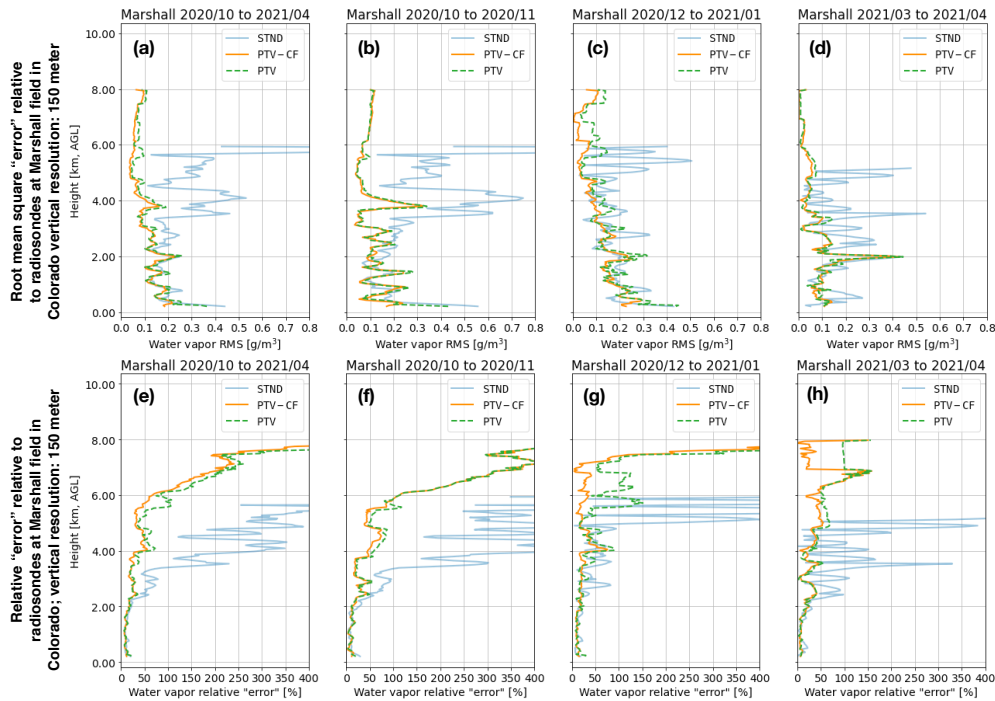 Marshall 2020/10 to 2021/04
Marshall 2020/10 to 2020/11
Marshall 2020/12 to 2021/01
Marshall 2021/03 to 2021/04
Root mean square “error” relative
to radiosondes at Marshall field in
Colorado vertical resolution: 150 meter
Height [km, AGL]
10.00
8.00
6.00
4.00
2.00
0.00
(a)
STND
PTV−CF
PTV
(b)
STND
PTV−CF
PTV
(c)
STND
PTV−CF
PTV
(d)
STND
PTV−CF
PTV
0.0 0.1 0.2 0.3 0.4 0.5 0.6 0.7 0.8
0.0 0.1 0.2 0.3 0.4 0.5 0.6 0.7 0.8
0.0 0.1 0.2 0.3 0.4 0.5 0.6 0.7 0.8
0.0 0.1 0.2 0.3 0.4 0.5 0.6 0.7 0.8
Water vapor RMS [g/m³]
Water vapor RMS [g/m³]
Water vapor RMS [g/m³]
Water vapor RMS [g/m³]
Marshall 2020/10 to 2021/04
Marshall 2020/10 to 2020/11
Marshall 2020/12 to 2021/01
Marshall 2021/03 to 2021/04
Relative “error” relative to
radiosondes at Marshall field in
Colorado; vertical resolution: 150 meter
Height [km, AGL]
10.00
8.00
6.00
4.00
2.00
0.00
(e)
STND
PTV−CF
PTV
(f)
STND
PTV−CF
PTV
(g)
STND
PTV−CF
PTV
(h)
STND
PTV−CF
PTV
0 50 100 150 200 250 300 350 400
0 50 100 150 200 250 300 350 400
0 50 100 150 200 250 300 350 400
0 50 100 150 200 250 300 350 400
Water vapor relative "error" [%]
Water vapor relative "error" [%]
Water vapor relative "error" [%]
Water vapor relative "error" [%]